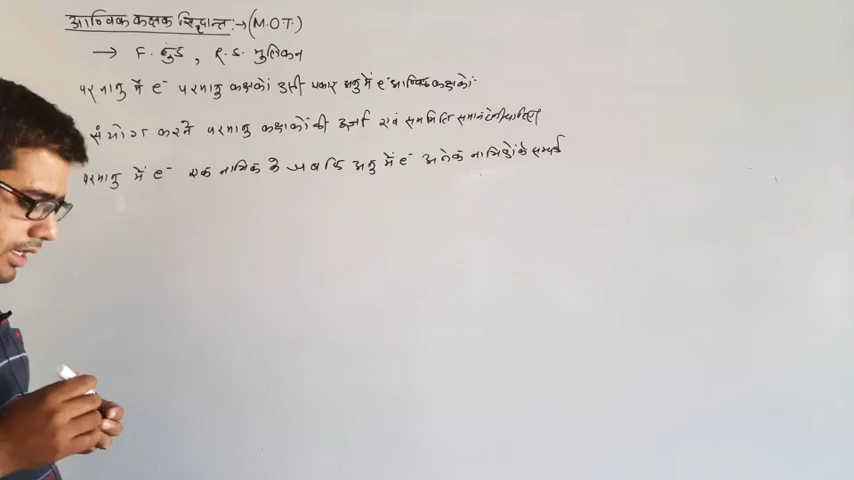 आण्विक कक्षक सिद्धान्त :→ (M.O.T.)
→ F. हुंड , R.S. मुलिकन
परमाणु में e⁻ परमाणु कक्षकों उसी प्रकार अणु में e⁻ आण्विक कक्षकों
संयोग करने परमाणु कक्षकों की ऊर्जा एवं सममिति समान होनी चाहिए
परमाणु में e⁻ एक नाभिक के जबकि अणु में e⁻ अनेक नाभिकों के सम्पर्क